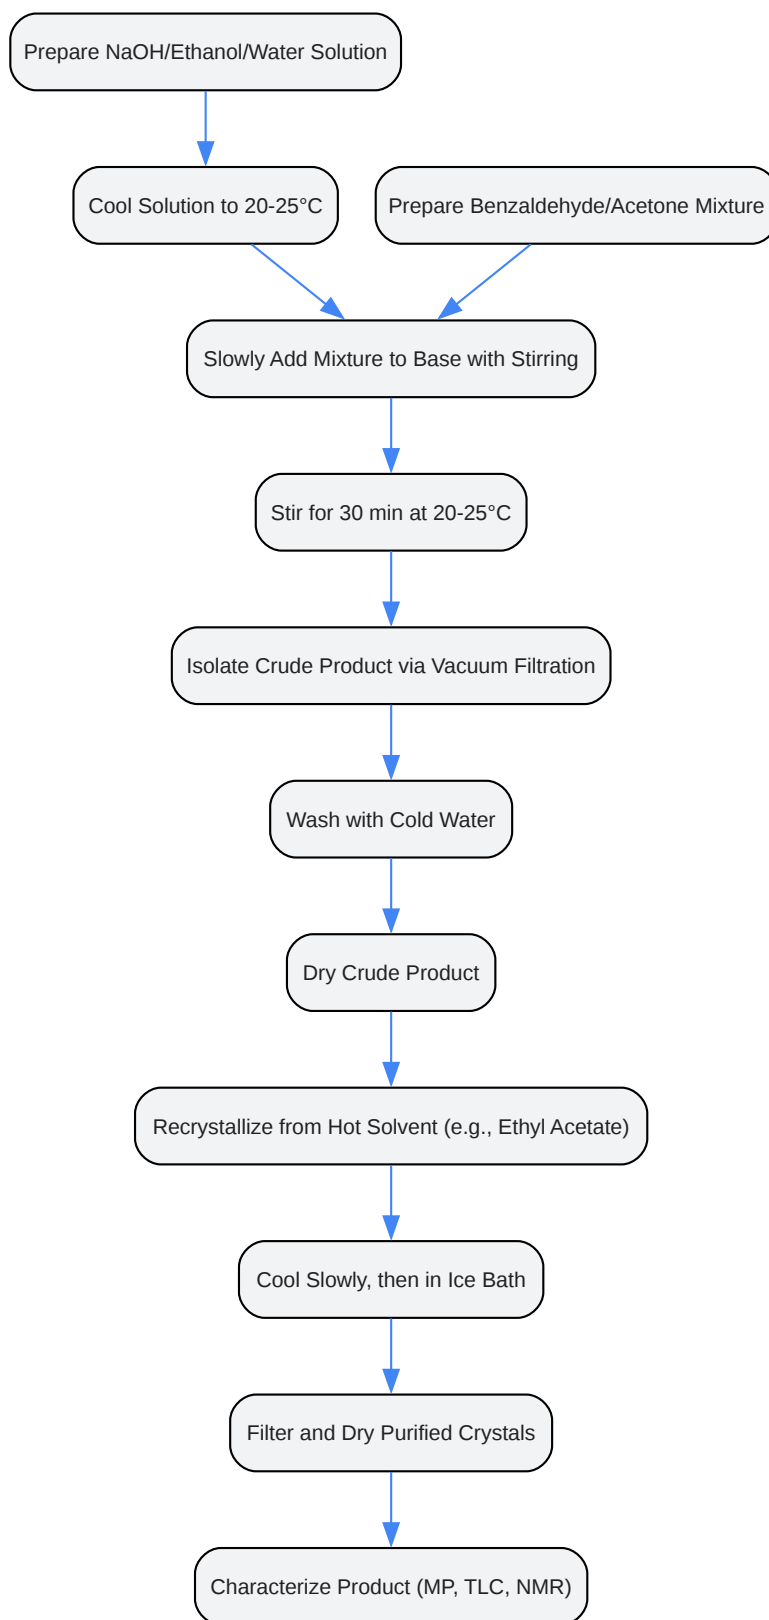 Prepare NaOH/Ethanol/Water Solution
Cool Solution to 20-25°C
Prepare Benzaldehyde/Acetone Mixture
Slowly Add Mixture to Base with Stirring
Stir for 30 min at 20-25°C
Isolate Crude Product via Vacuum Filtration
Wash with Cold Water
Dry Crude Product
Recrystallize from Hot Solvent (e.g., Ethyl Acetate)
Cool Slowly, then in Ice Bath
Filter and Dry Purified Crystals
Characterize Product (MP, TLC, NMR)